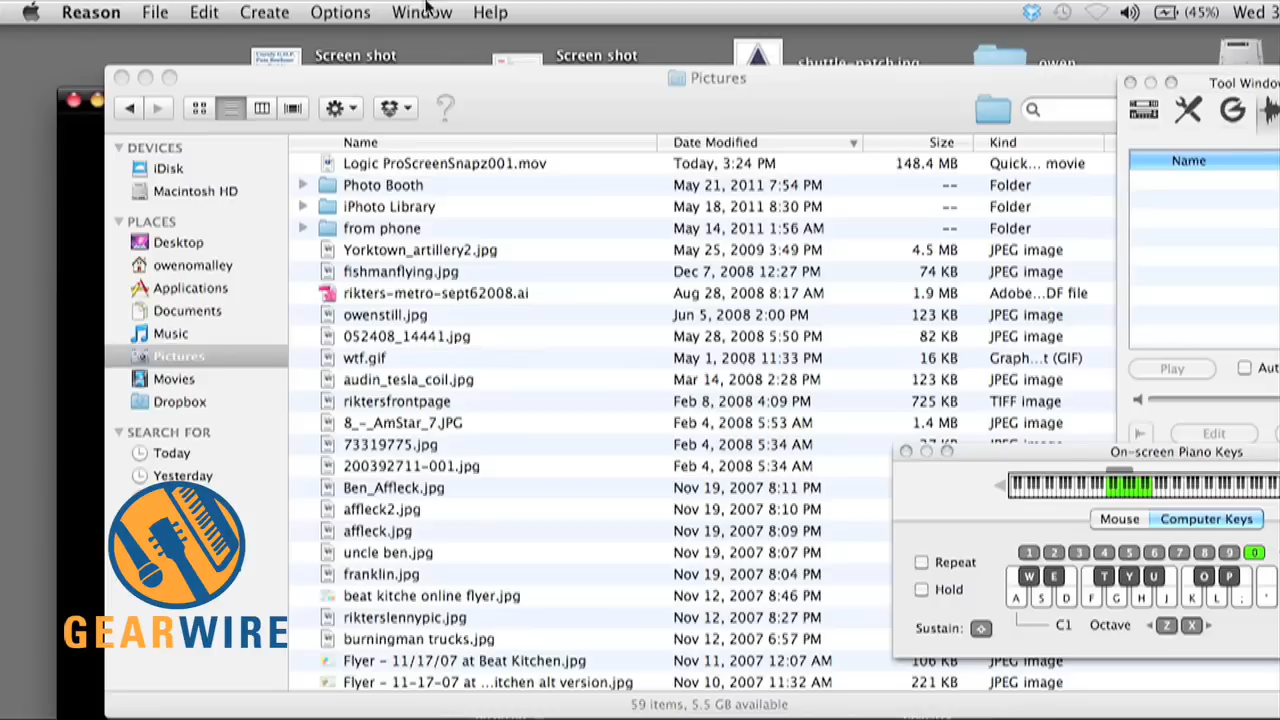 Reason File Edit Create Options Window Help (45%) Wed 3
Screen shot Screen shot shuttle-patch.jpg owen
Pictures
Tool Windo
Name Date Modified Size Kind
DEVICES
iDisk
Macintosh HD
PLACES
Desktop
owenomalley
Applications
Documents
Music
Pictures
Movies
Dropbox
SEARCH FOR
Today
Yesterday
Logic ProScreenSnapz001.mov Today, 3:24 PM 148.4 MB Quick... movie
Photo Booth May 21, 2011 7:54 PM -- Folder
iPhoto Library May 18, 2011 8:30 PM -- Folder
from phone May 14, 2011 1:56 AM -- Folder
Yorktown_artillery2.jpg May 25, 2009 3:49 PM 4.5 MB JPEG image
fishmanflying.jpg Dec 7, 2008 12:27 PM 74 KB JPEG image
rikters-metro-sept62008.ai Aug 28, 2008 8:17 AM 1.9 MB Adobe...DF file
owenstill.jpg Jun 5, 2008 2:00 PM 123 KB JPEG image
052408_14441.jpg May 28, 2008 5:50 PM 82 KB JPEG image
wtf.gif May 1, 2008 11:33 PM 16 KB Graph...t (GIF)
audin_tesla_coil.jpg Mar 14, 2008 2:28 PM 123 KB JPEG image
riktersfrontpage Feb 8, 2008 4:09 PM 725 KB TIFF image
8_-_AmStar_7.JPG Feb 4, 2008 5:53 AM 1.4 MB JPEG image
73319775.jpg Feb 4, 2008 5:34 AM
200392711-001.jpg Feb 4, 2008 5:34 AM
Ben_Affleck.jpg Nov 19, 2007 8:11 PM
affleck2.jpg Nov 19, 2007 8:10 PM
affleck.jpg Nov 19, 2007 8:09 PM
uncle ben.jpg Nov 19, 2007 8:07 PM
franklin.jpg Nov 19, 2007 8:04 PM
beat kitche online flyer.jpg Nov 12, 2007 8:46 PM
rikterslennypic.jpg Nov 12, 2007 8:27 PM
burningman trucks.jpg Nov 12, 2007 6:57 PM
Flyer - 11/17/07 at Beat Kitchen.jpg Nov 11, 2007 12:07 AM 106 KB JPEG image
Flyer - 11-17-07 at ...itchen alt version.jpg Nov 10, 2007 11:32 AM 221 KB JPEG image
59 items, 5.5 GB available
Name
Play Aut
Edit
On-screen Piano Keys
Mouse Computer Keys
Repeat
Hold
Sustain:
1 2 3 4 5 6 7 8 9 0
W E T Y U O P
A S D F G H J K L ; '
C1 Octave Z X
GEARWIRE